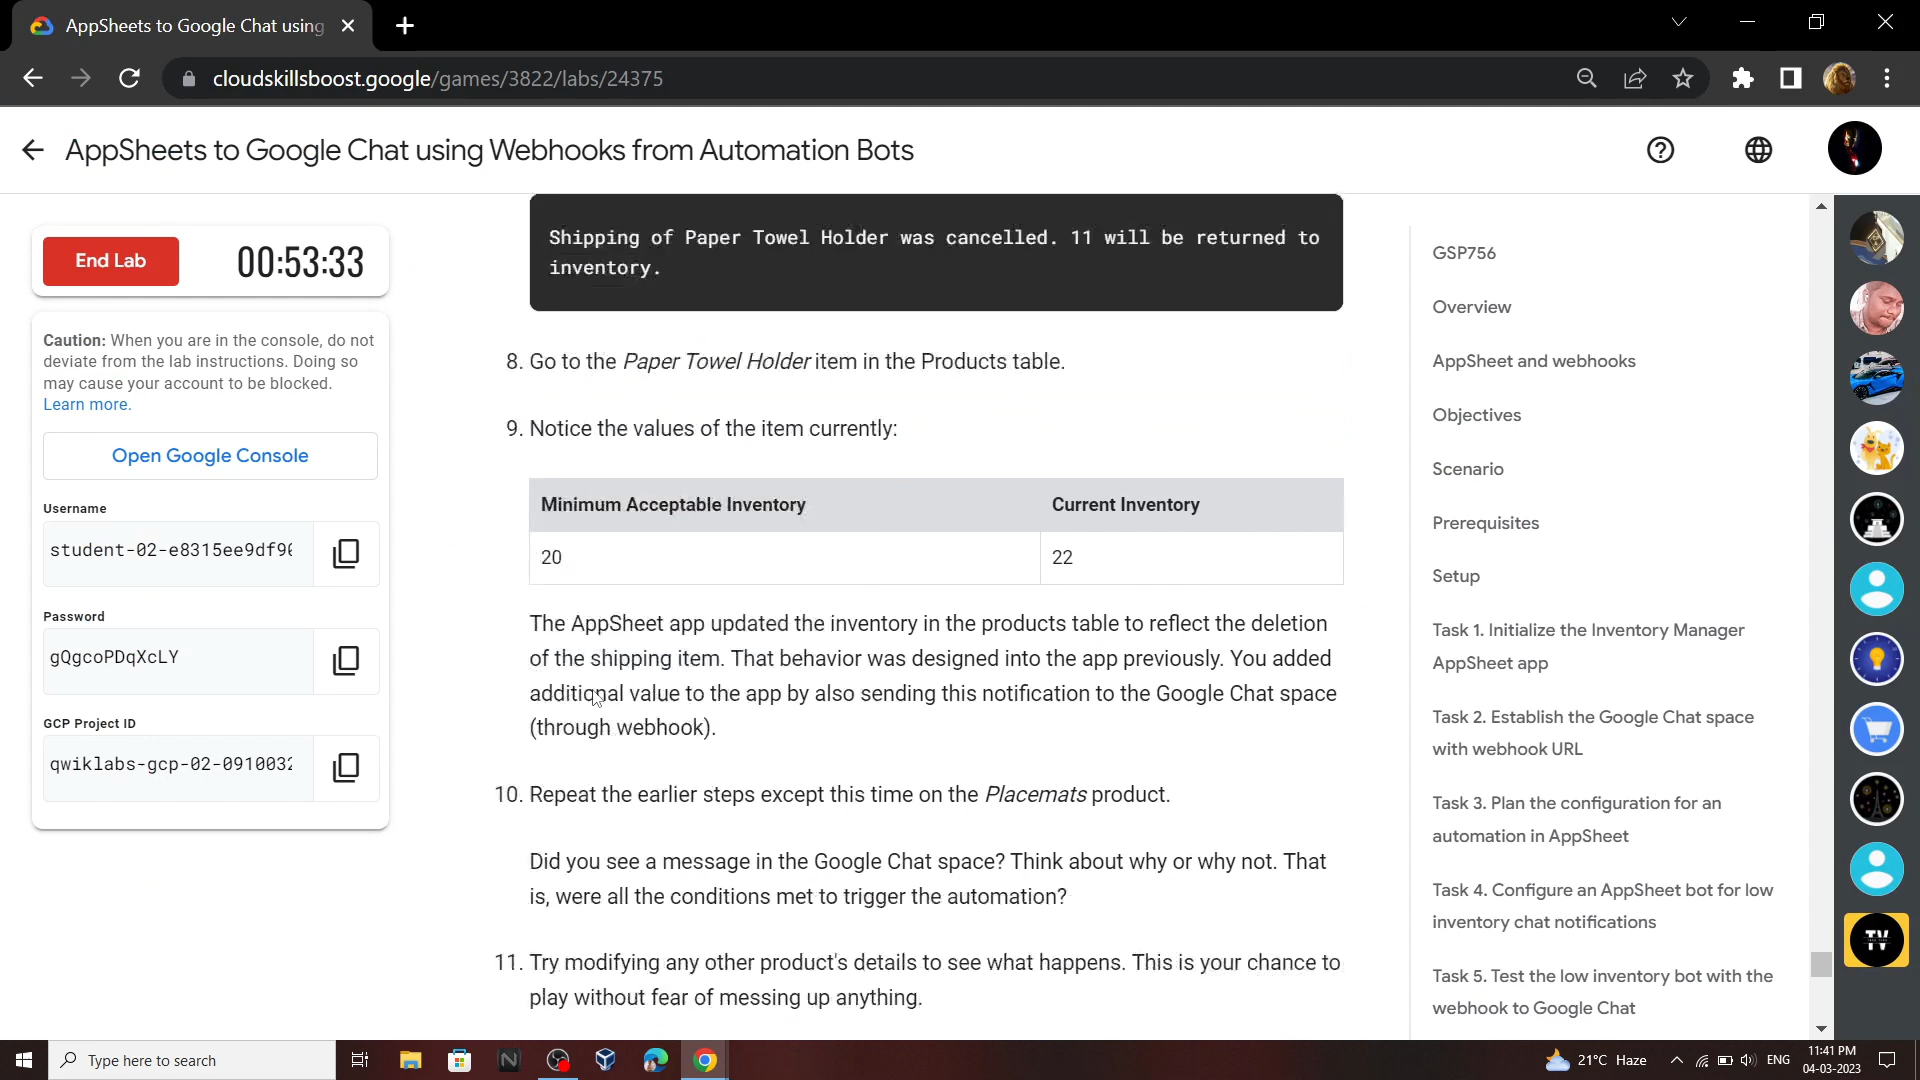 AppSheets to Google Chat using
cloudskillsboost.google/games/3822/labs/24375
AppSheets to Google Chat using Webhooks from Automation Bots
End Lab
00:53:33
Caution: When you are in the console, do not
deviate from the lab instructions. Doing so
may cause your account to be blocked.
Learn more.
Open Google Console
Username
student-02-e8315ee9df90
Password
gQgcoPDqXcLY
GCP Project ID
qwiklabs-gcp-02-0910032
Shipping of Paper Towel Holder was cancelled. 11 will be returned to
inventory.
8. Go to the Paper Towel Holder item in the Products table.
9. Notice the values of the item currently:
Minimum Acceptable Inventory Current Inventory
20 22
The AppSheet app updated the inventory in the products table to reflect the deletion
of the shipping item. That behavior was designed into the app previously. You added
additional value to the app by also sending this notification to the Google Chat space
(through webhook).
10. Repeat the earlier steps except this time on the Placemats product.
Did you see a message in the Google Chat space? Think about why or why not. That
is, were all the conditions met to trigger the automation?
11. Try modifying any other product's details to see what happens. This is your chance to
play without fear of messing up anything.
GSP756
Overview
AppSheet and webhooks
Objectives
Scenario
Prerequisites
Setup
Task 1. Initialize the Inventory Manager
AppSheet app
Task 2. Establish the Google Chat space
with webhook URL
Task 3. Plan the configuration for an
automation in AppSheet
Task 4. Configure an AppSheet bot for low
inventory chat notifications
Task 5. Test the low inventory bot with the
webhook to Google Chat
TV
Type here to search
21°C Haze
ENG
11:41 PM
04-03-2023